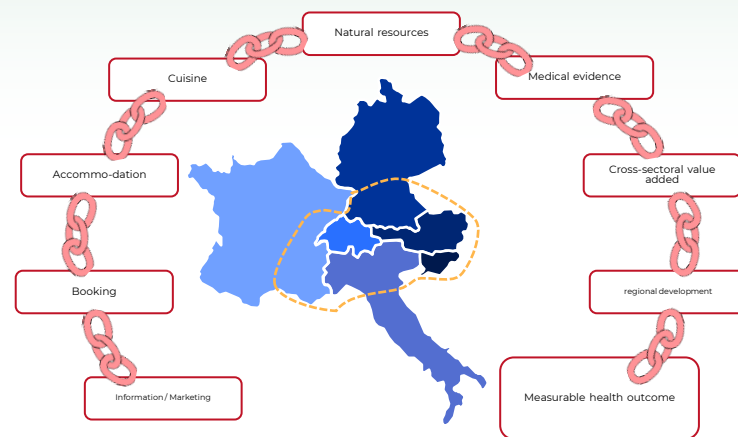 Natural resources
Cuisine
Medical evidence
Accommo-dation
Cross-sectoral value
added
Booking
regional development
Information / Marketing
Measurable health outcome